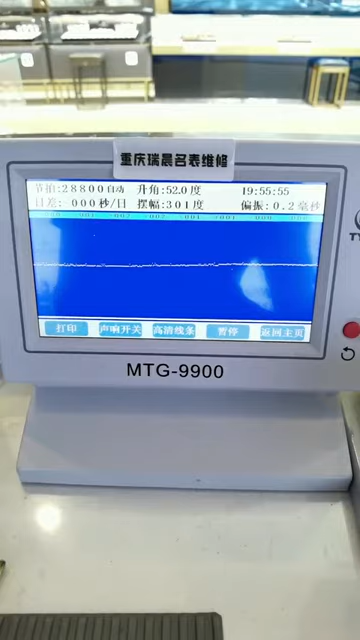 重庆瑞晨名表维修
节拍:28800自动 升角:52.0度 19:55:55
日差:-000秒/日 摆幅:301度 偏振:0.2毫秒
打印 声响开关 高清线条 暂停 返回主页
MTG-9900